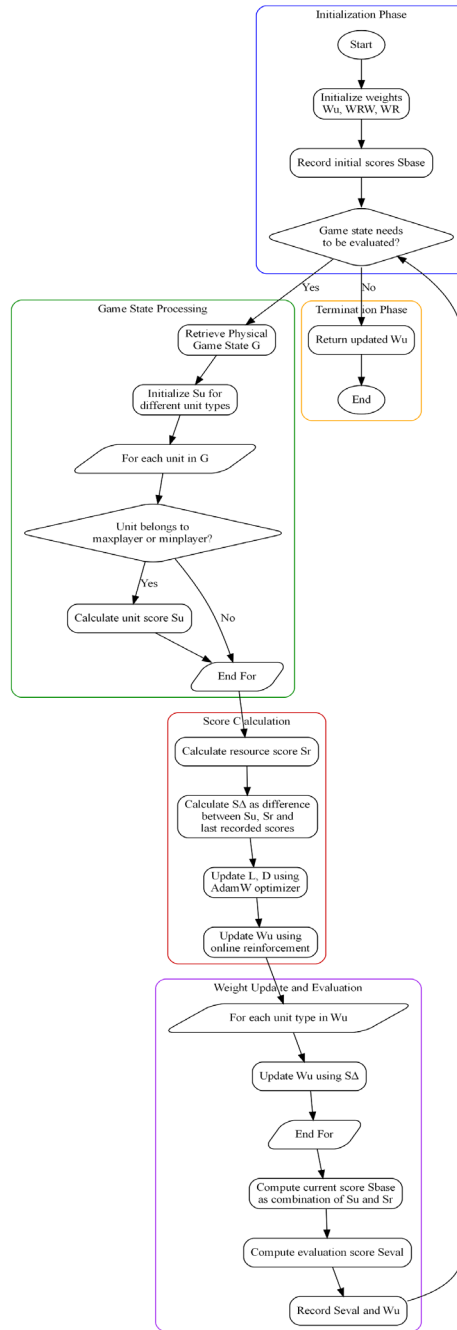 Initialization Phase
Start
Initialize weights
Wu, WRW, WR
Record initial scores Sbase
Game state needs
to be evaluated?
Yes
No
Game State Processing
Retrieve Physical
Game State G
Initialize Su for
different unit types
For each unit in G
Unit belongs to
maxplayer or minplayer?
Yes
No
Calculate unit score Su
End For
Termination Phase
Return updated Wu
End
Score Calculation
Calculate resource score Sr
Calculate SΔ as difference
between Su, Sr and
last recorded scores
Update L, D using
AdamW optimizer
Update Wu using
online reinforcement
Weight Update and Evaluation
For each unit type in Wu
Update Wu using SΔ
End For
Compute current score Sbase
as combination of Su and Sr
Compute evaluation score Seval
Record Seval and Wu